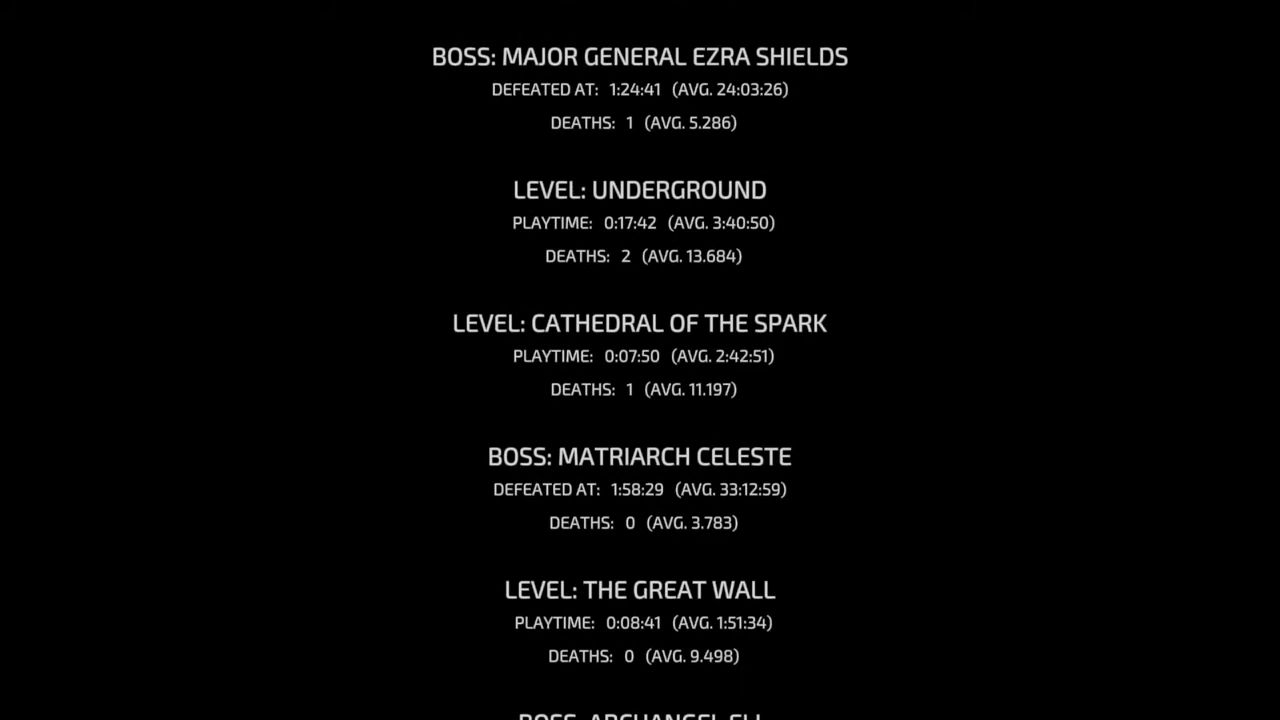 BOSS: MAJOR GENERAL EZRA SHIELDS
DEFEATED AT: 1:24:41 (AVG. 24:03:26)
DEATHS: 1 (AVG. 5.286)
LEVEL: UNDERGROUND
PLAYTIME: 0:17:42 (AVG. 3:40:50)
DEATHS: 2 (AVG. 13.684)
LEVEL: CATHEDRAL OF THE SPARK
PLAYTIME: 0:07:50 (AVG. 2:42:51)
DEATHS: 1 (AVG. 11.197)
BOSS: MATRIARCH CELESTE
DEFEATED AT: 1:58:29 (AVG. 33:12:59)
DEATHS: 0 (AVG. 3.783)
LEVEL: THE GREAT WALL
PLAYTIME: 0:08:41 (AVG. 1:51:34)
DEATHS: 0 (AVG. 9.498)
BOSS: ARCHANGEL